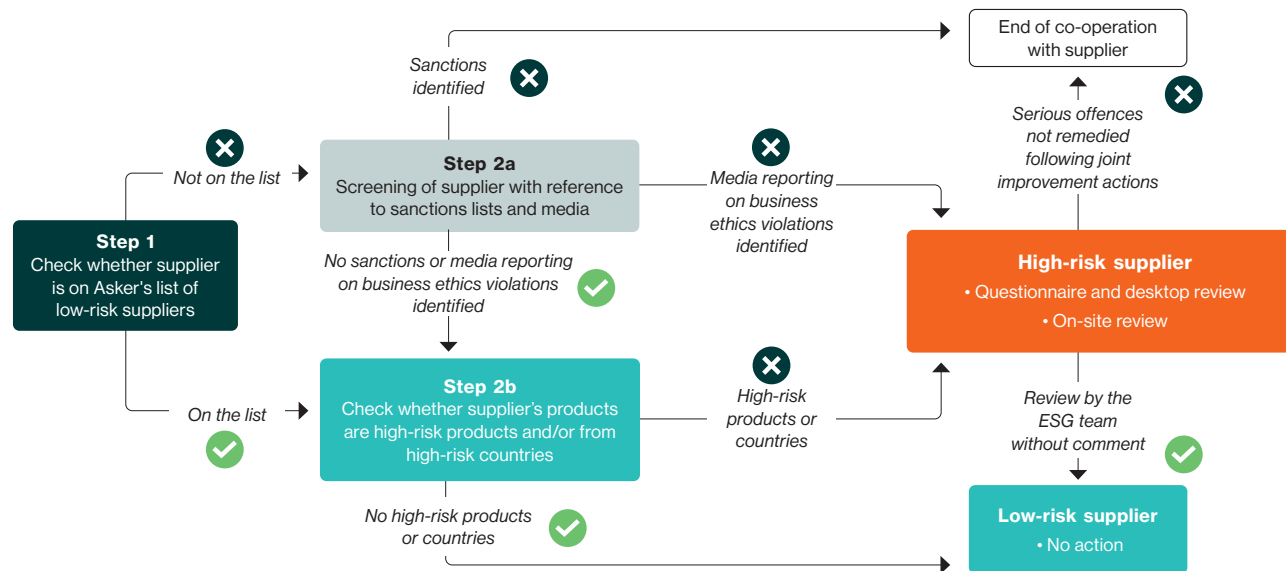 End of co-operation
with supplier
Sanctions
identified
Serious offences
not remedied
following joint
improvement actions
Not on the list
Step 2a
Screening of supplier with reference
to sanctions lists and media
Media reporting
on business
ethics violations
identified
Step 1
Check whether supplier
is on Asker's list of
low-risk suppliers
No sanctions or media reporting
on business ethics violations
identified
High-risk supplier
• Questionnaire and desktop review
• On-site review
On the list
Step 2b
Check whether supplier's products
are high-risk products and/or from
high-risk countries
High-risk
products or
countries
Review by the
ESG team
without comment
No high-risk products
or countries
Low-risk supplier
• No action